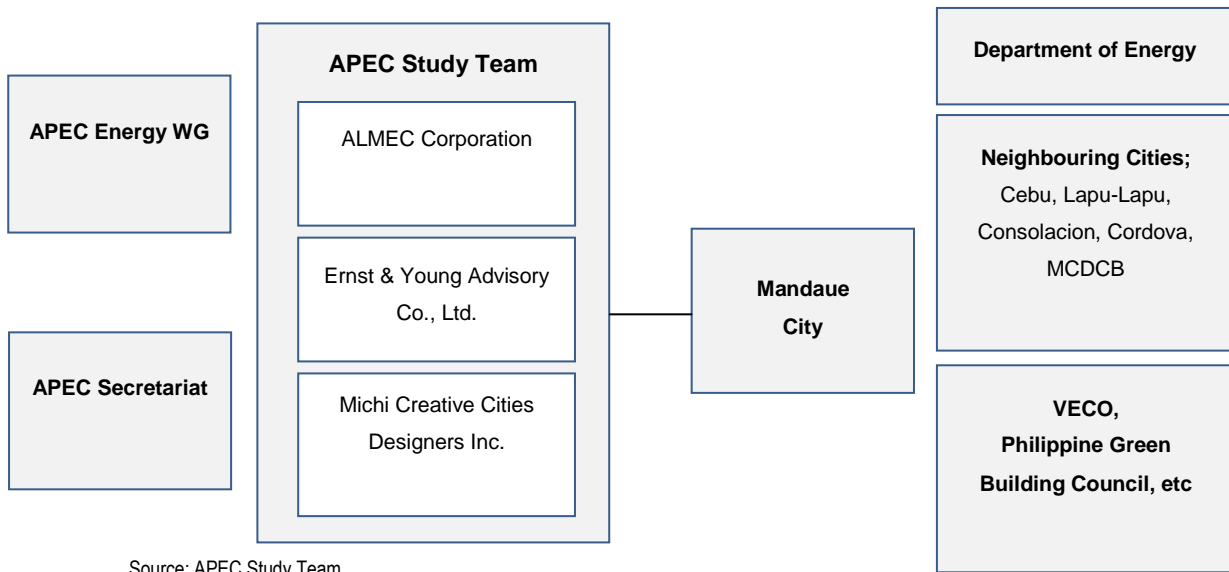 APEC Energy WG
APEC Secretariat
APEC Study Team
ALMEC Corporation
Ernst & Young Advisory
Co., Ltd.
Michi Creative Cities
Designers Inc.
Mandaue
City
Department of Energy
Neighbouring Cities;
Cebu, Lapu-Lapu,
Consolacion, Cordova,
MCDCB
VECO,
Philippine Green
Building Council, etc
Source: APEC Study Team